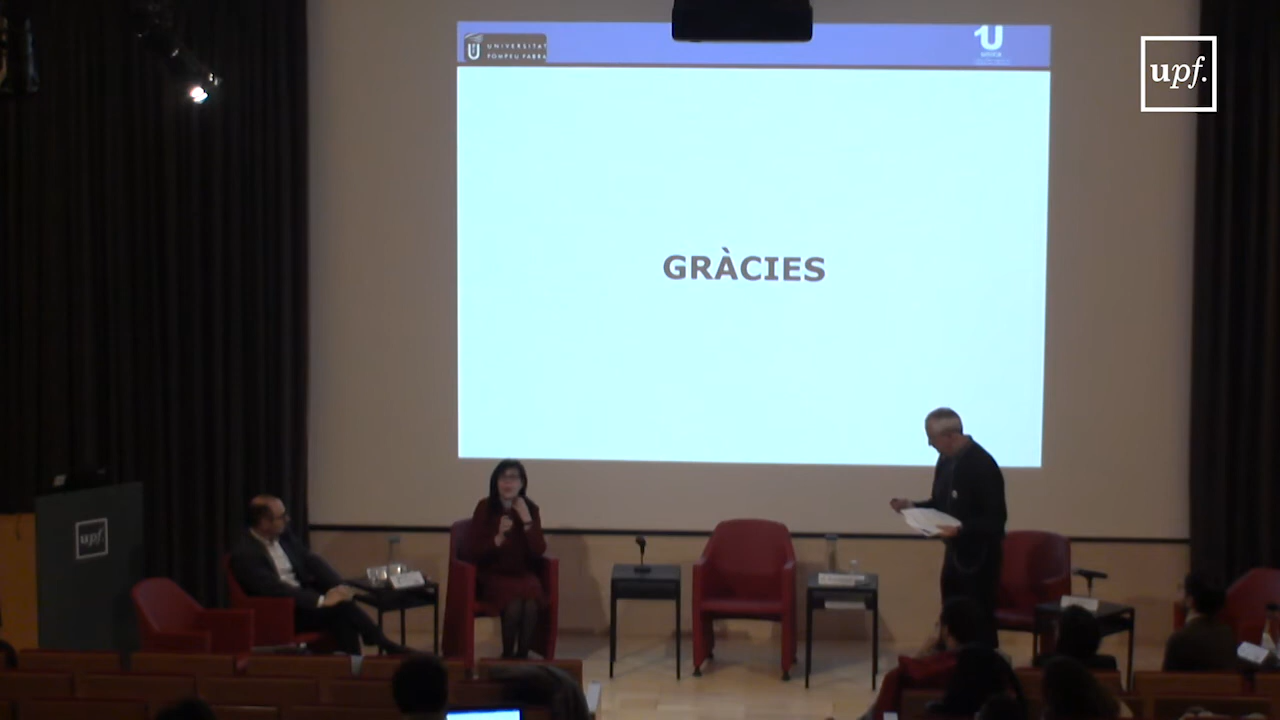 UNIVERSITAT
POMPEU FABRA
upf.
GRÀCIES
upf.